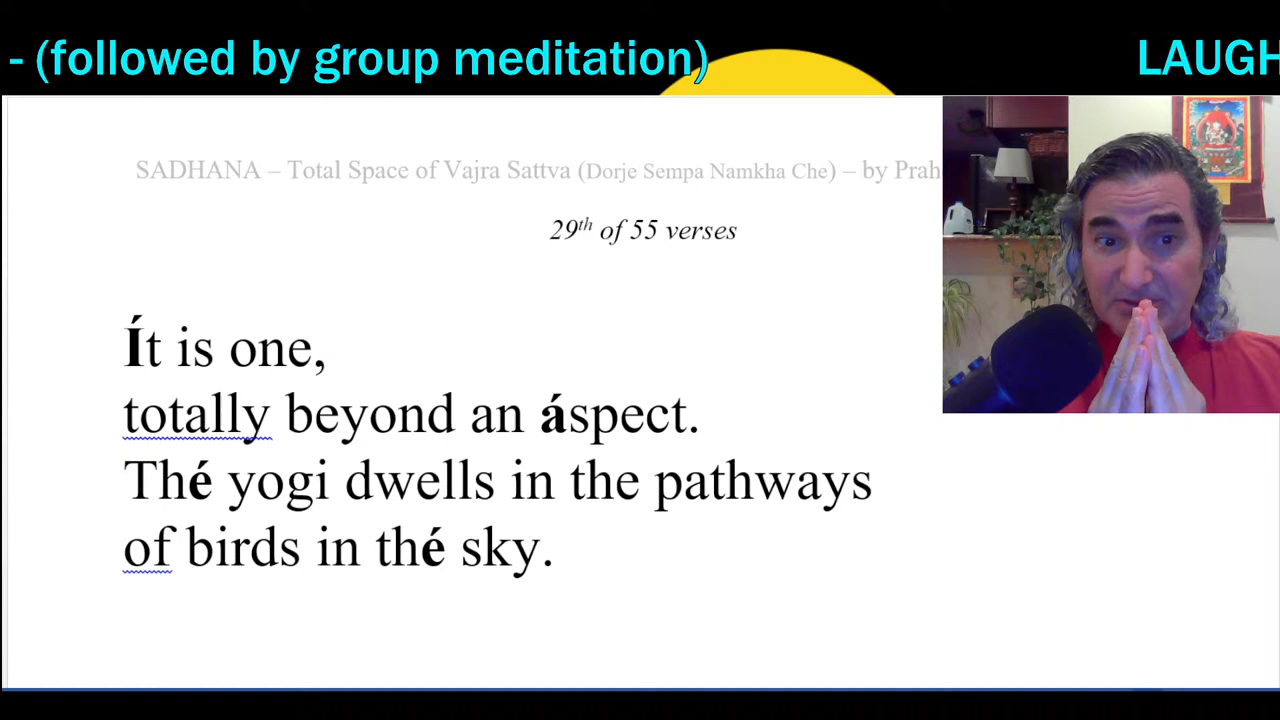 - (followed by group meditation) LAUGH
SADHANA – Total Space of Vajra Sattva (Dorje Sempa Namkha Che) – by Prah
29th of 55 verses
Ít is one,
totally beyond an áspect.
Thé yogi dwells in the pathways
of birds in thé sky.